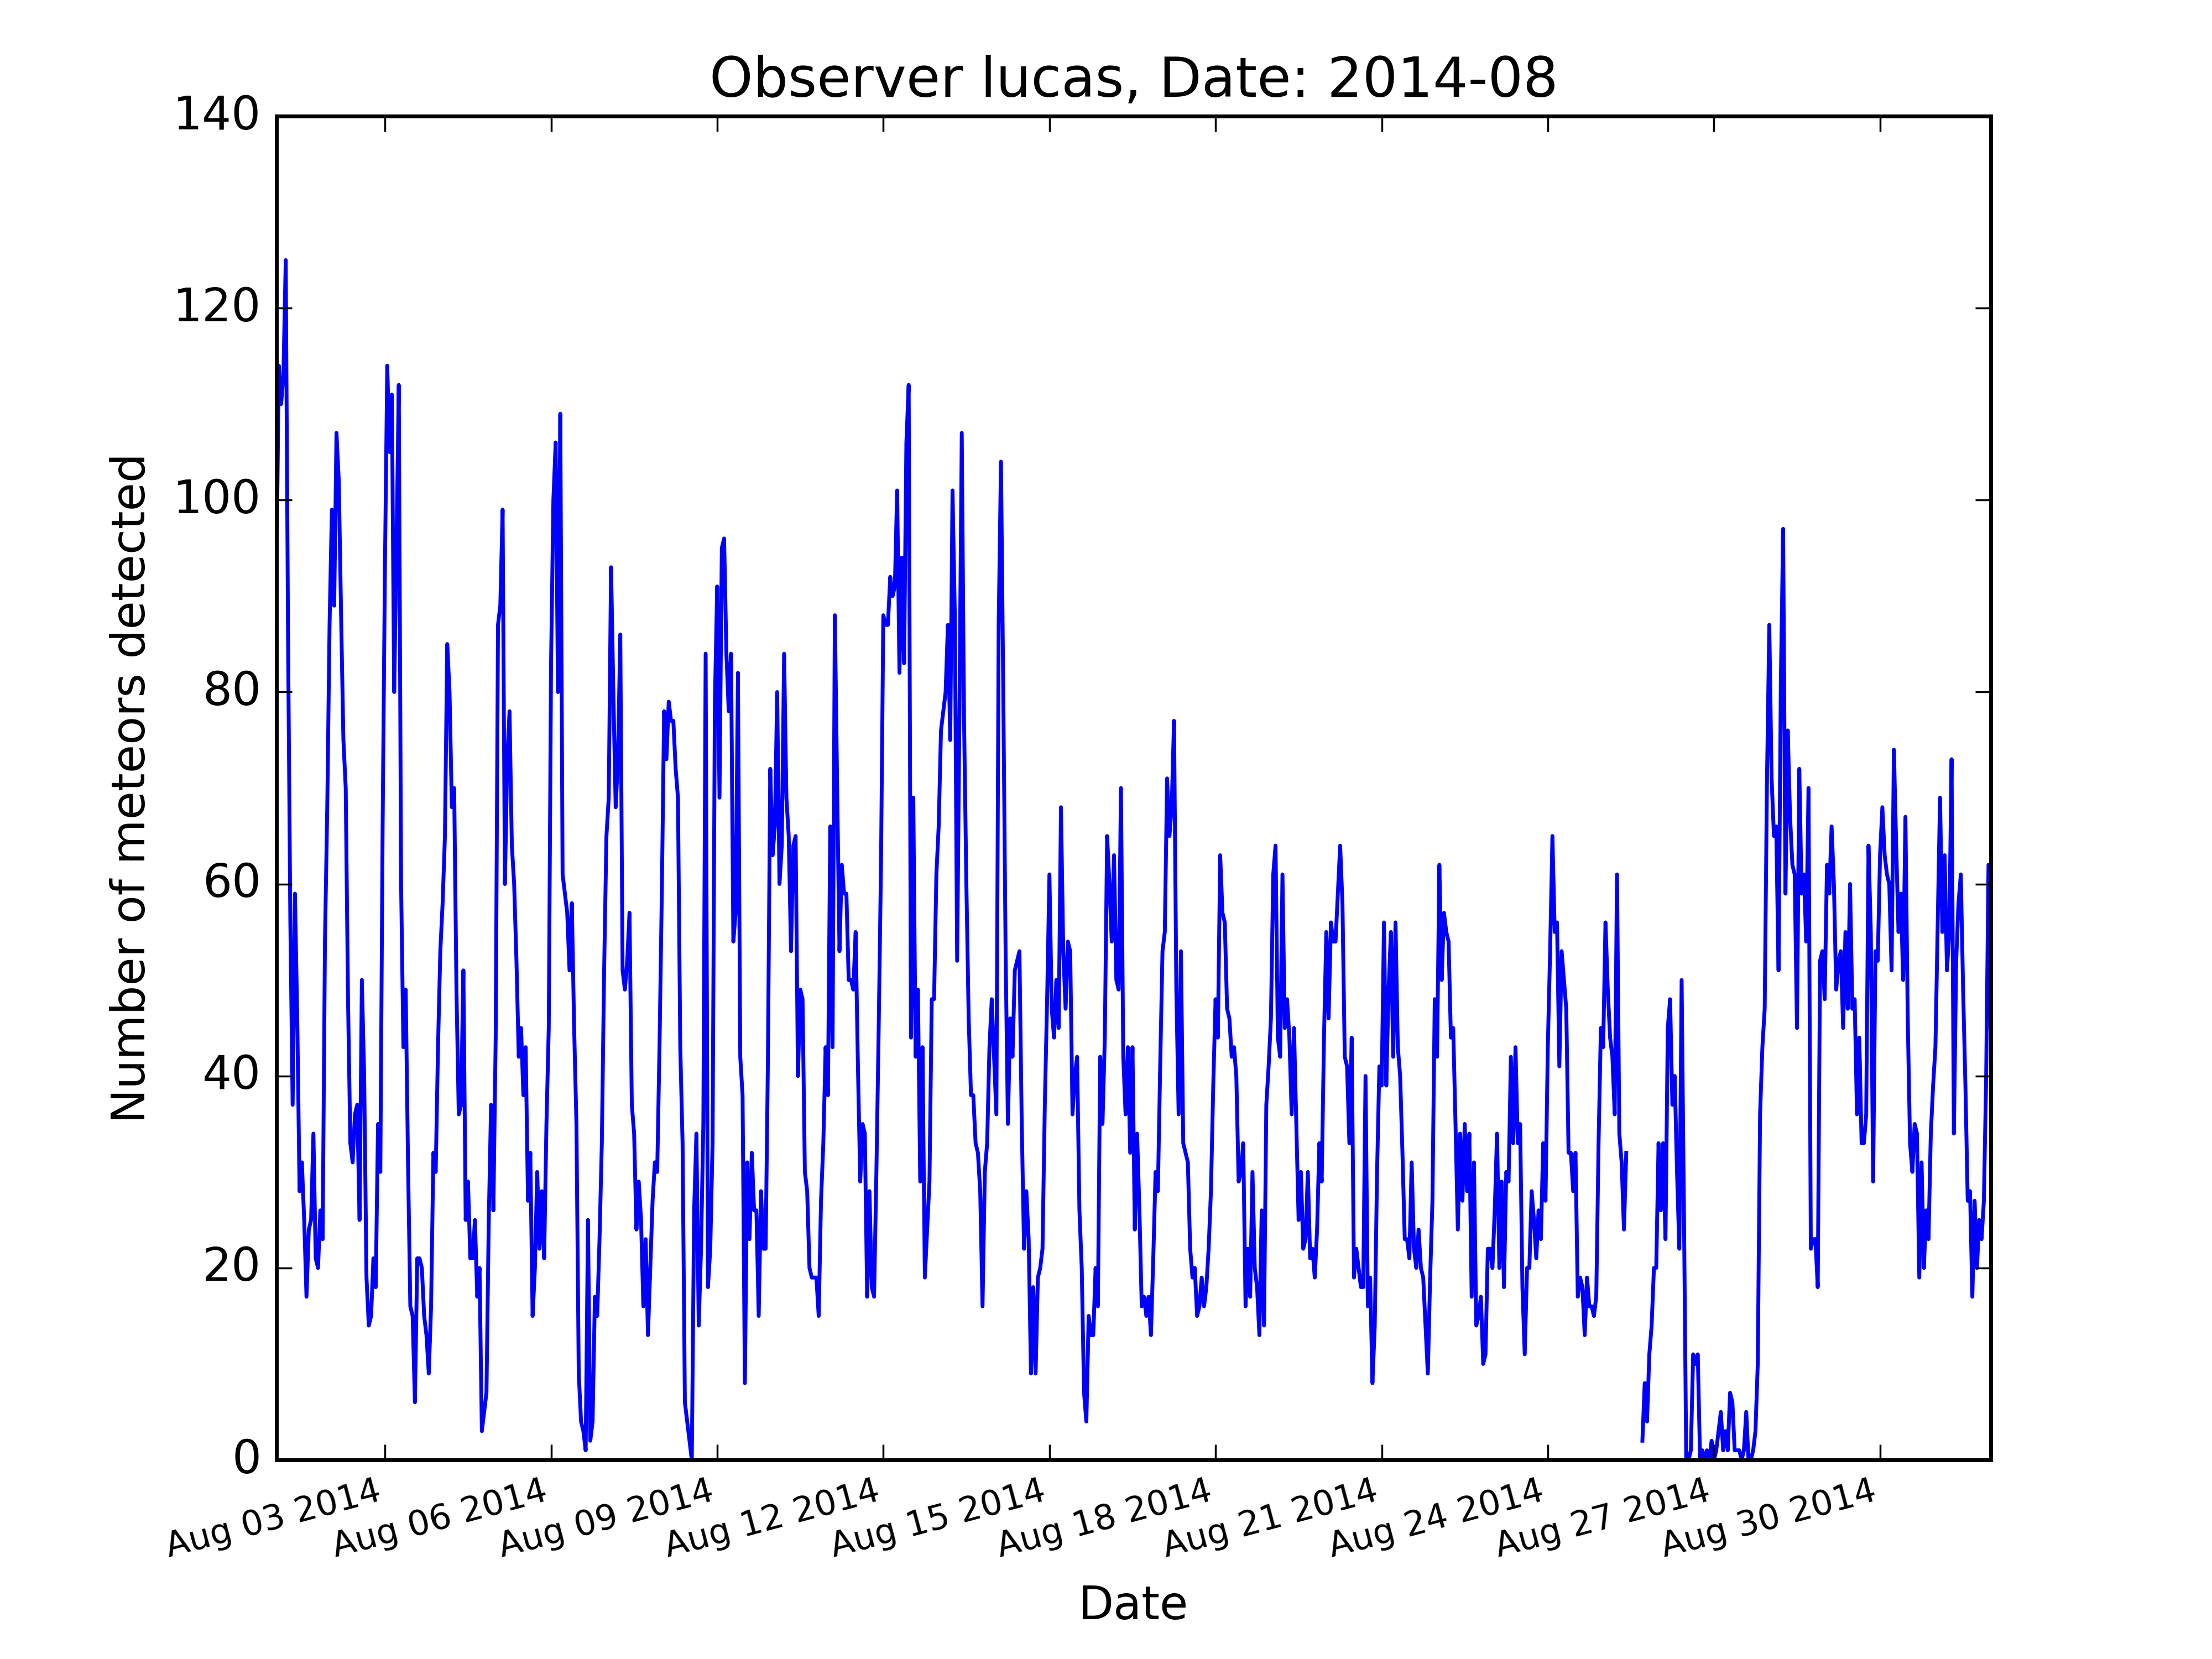 Observer lucas, Date: 2014-08
140
120
100
80
60
40
20
0
Number of meteors detected
Aug 03 2014
Aug 06 2014
Aug 09 2014
Aug 12 2014
Aug 15 2014
Aug 18 2014
Aug 21 2014
Aug 24 2014
Aug 27 2014
Aug 30 2014
Date